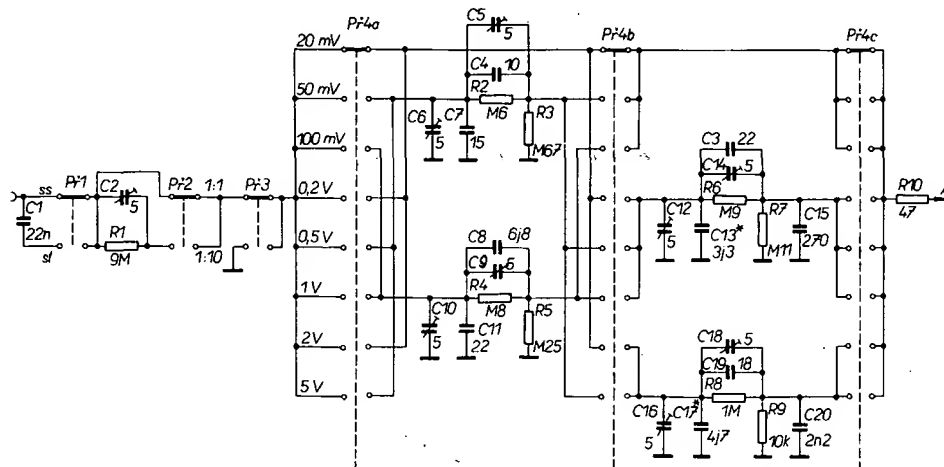 Př4a
C5
5
Př4b
Př4c
20 mV
C4
10
50 mV
R2
M6
R3
M67
C6
5
C7
15
100 mV
C3
22
C14
5
ss
Př1
C2
5
Př2
1:1
Př3
0,2 V
R6
M9
R7
M11
R10
47
A
C1
22n
st
R1
9M
1:10
0,5 V
C8
6j8
C9
6
C12
5
C13*
3j3
C15
270
1 V
R4
M8
R5
M25
C10
5
C11
22
2 V
C18
5
C19
18
5 V
R8
1M
R9
10k
C16
5
C17*
4j7
C20
2n2